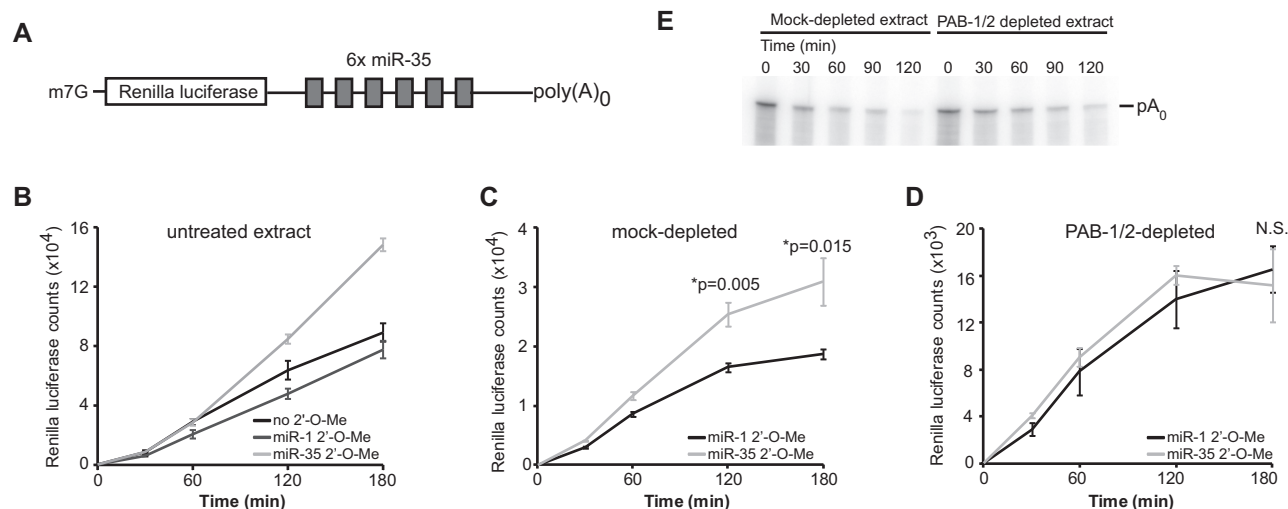 A
6x miR-35
m7G
Renilla luciferase
poly(A)0
E
Mock-depleted extract
PAB-1/2 depleted extract
Time (min)
0 30 60 90 120 0 30 60 90 120
pA0
B
untreated extract
Renilla luciferase counts (x10^4)
16
12
8
4
0
0 60 120 180
Time (min)
no 2'-O-Me
miR-1 2'-O-Me
miR-35 2'-O-Me
C
mock-depleted
Renilla luciferase counts (x10^4)
4
3
2
1
0
0 60 120 180
Time (min)
*p=0.005
*p=0.015
miR-1 2'-O-Me
miR-35 2'-O-Me
D
PAB-1/2-depleted
N.S.
Renilla luciferase counts (x10^3)
20
16
12
8
4
0
0 60 120 180
Time (min)
miR-1 2'-O-Me
miR-35 2'-O-Me